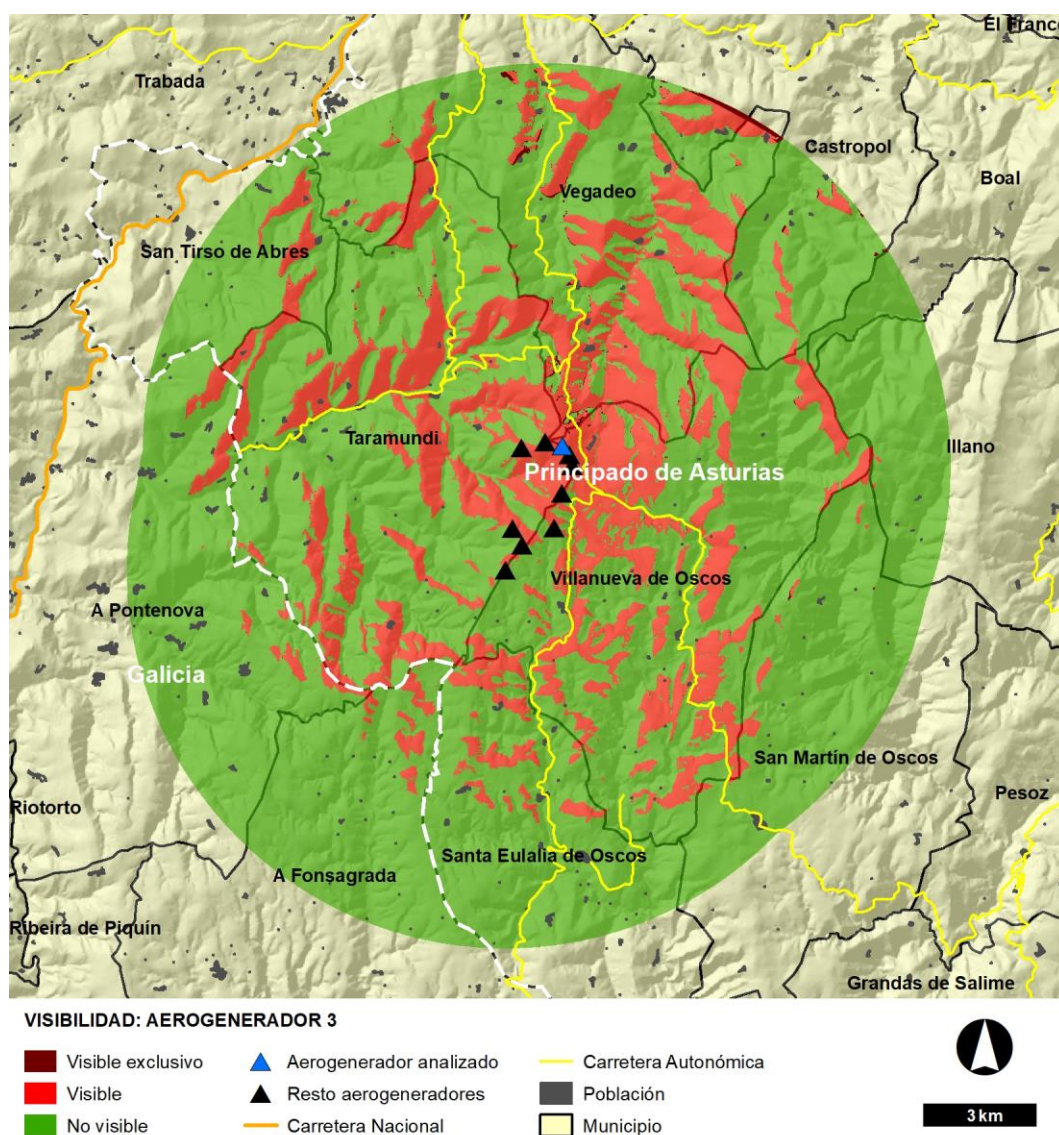 El Franco
Trabada
Castropol
Boal
Vegadeo
San Tirso de Abres
Taramundi
Illano
Principado de Asturias
Villanueva de Oscos
A Pontenova
Galicia
San Martín de Oscos
Riotorto
Pesoz
Santa Eulalia de Oscos
A Fonsagrada
Ribeira de Piquín
Grandas de Salime
VISIBILIDAD: AEROGENERADOR 3
Visible exclusivo
Aerogenerador analizado
Carretera Autonómica
Visible
Resto aerogeneradores
Población
No visible
Carretera Nacional
Municipio
3 km